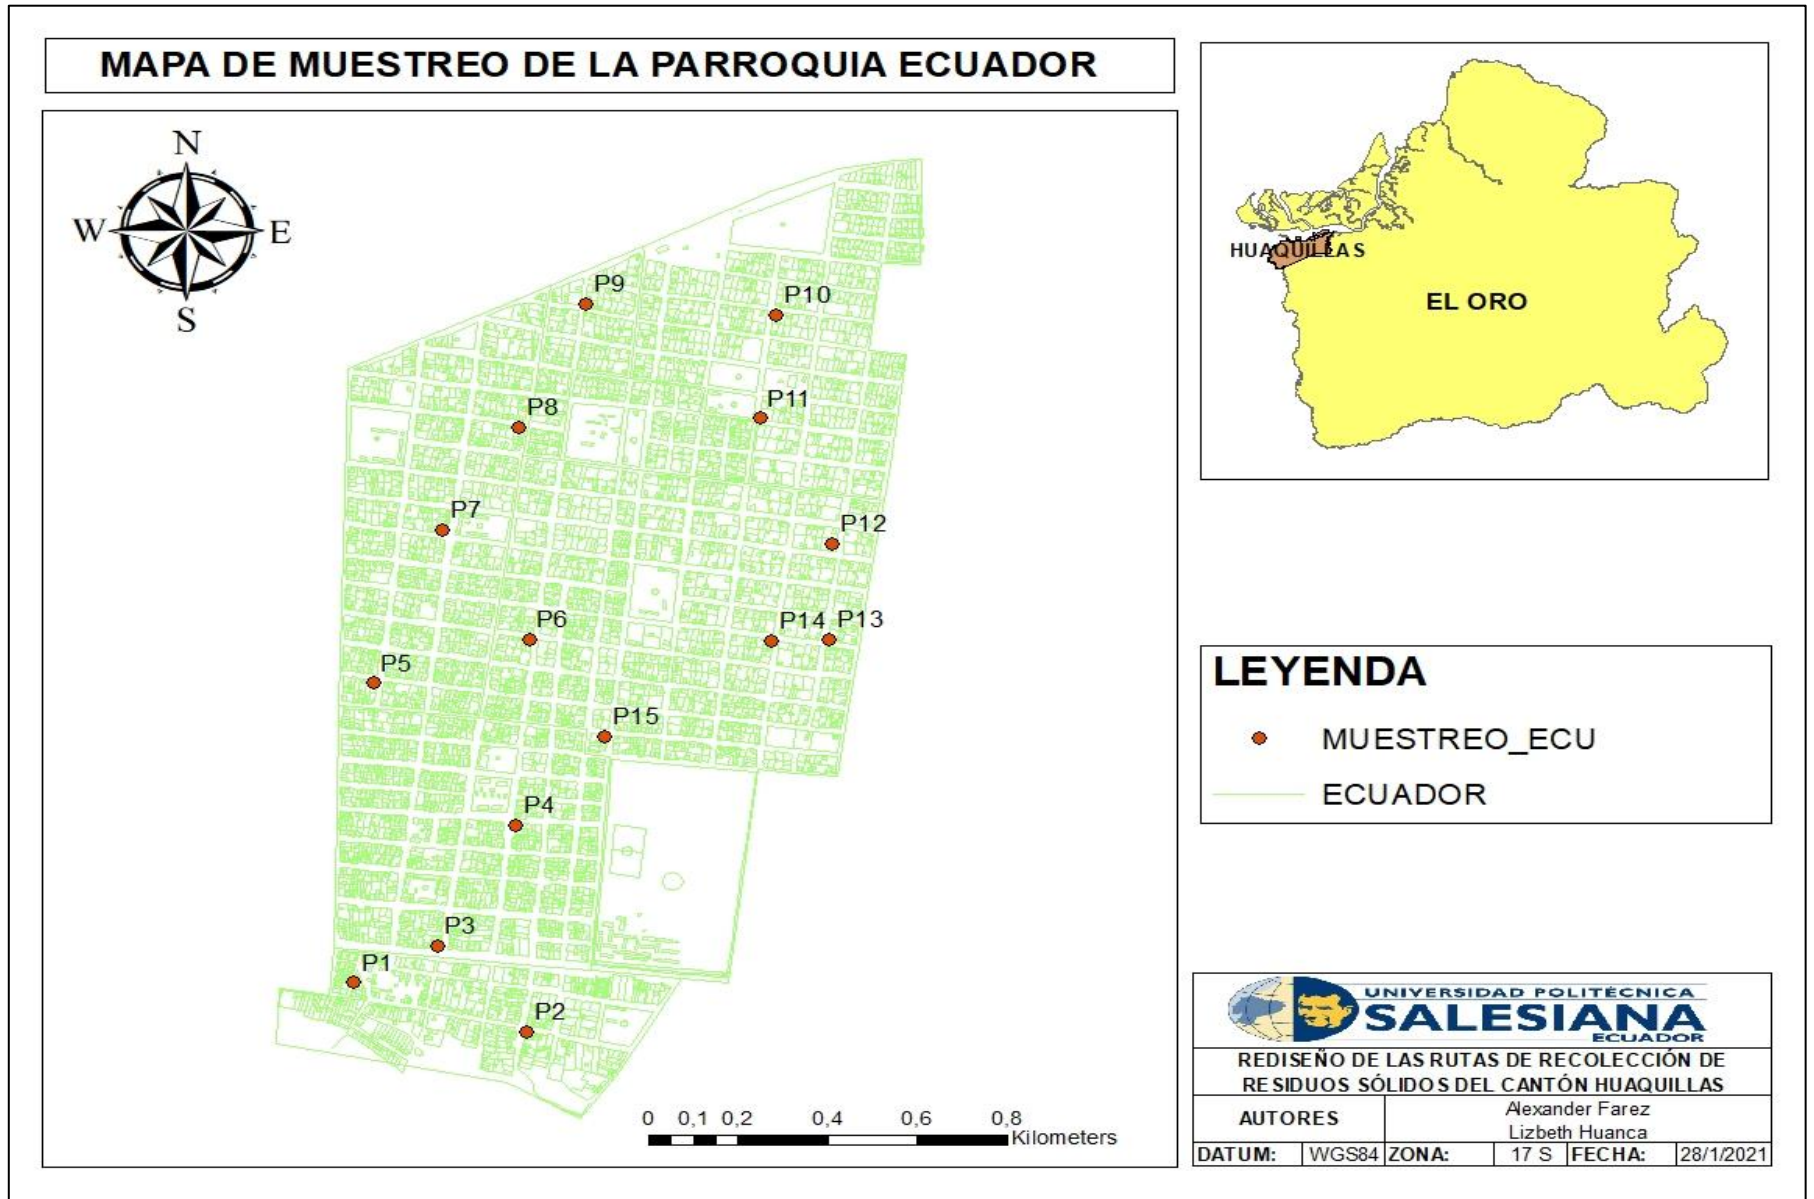 MAPA DE MUESTREO DE LA PARROQUIA ECUADOR
N
W
E
S
P9
P10
P8
P11
P7
P12
P6
P14
P13
P5
P15
P4
P3
P1
P2
0 0,1 0,2 0,4 0,6 0,8
Kilometers
HUAQUILLAS
EL ORO
LEYENDA
MUESTREO_ECU
ECUADOR
UNIVERSIDAD POLITÉCNICA
SALESIANA
ECUADOR
REDISEÑO DE LAS RUTAS DE RECOLECCIÓN DE
RESIDUOS SÓLIDOS DEL CANTÓN HUAQUILLAS
AUTORES
Alexander Farez
Lizbeth Huanca
DATUM: WGS84 ZONA: 17 S FECHA: 28/1/2021